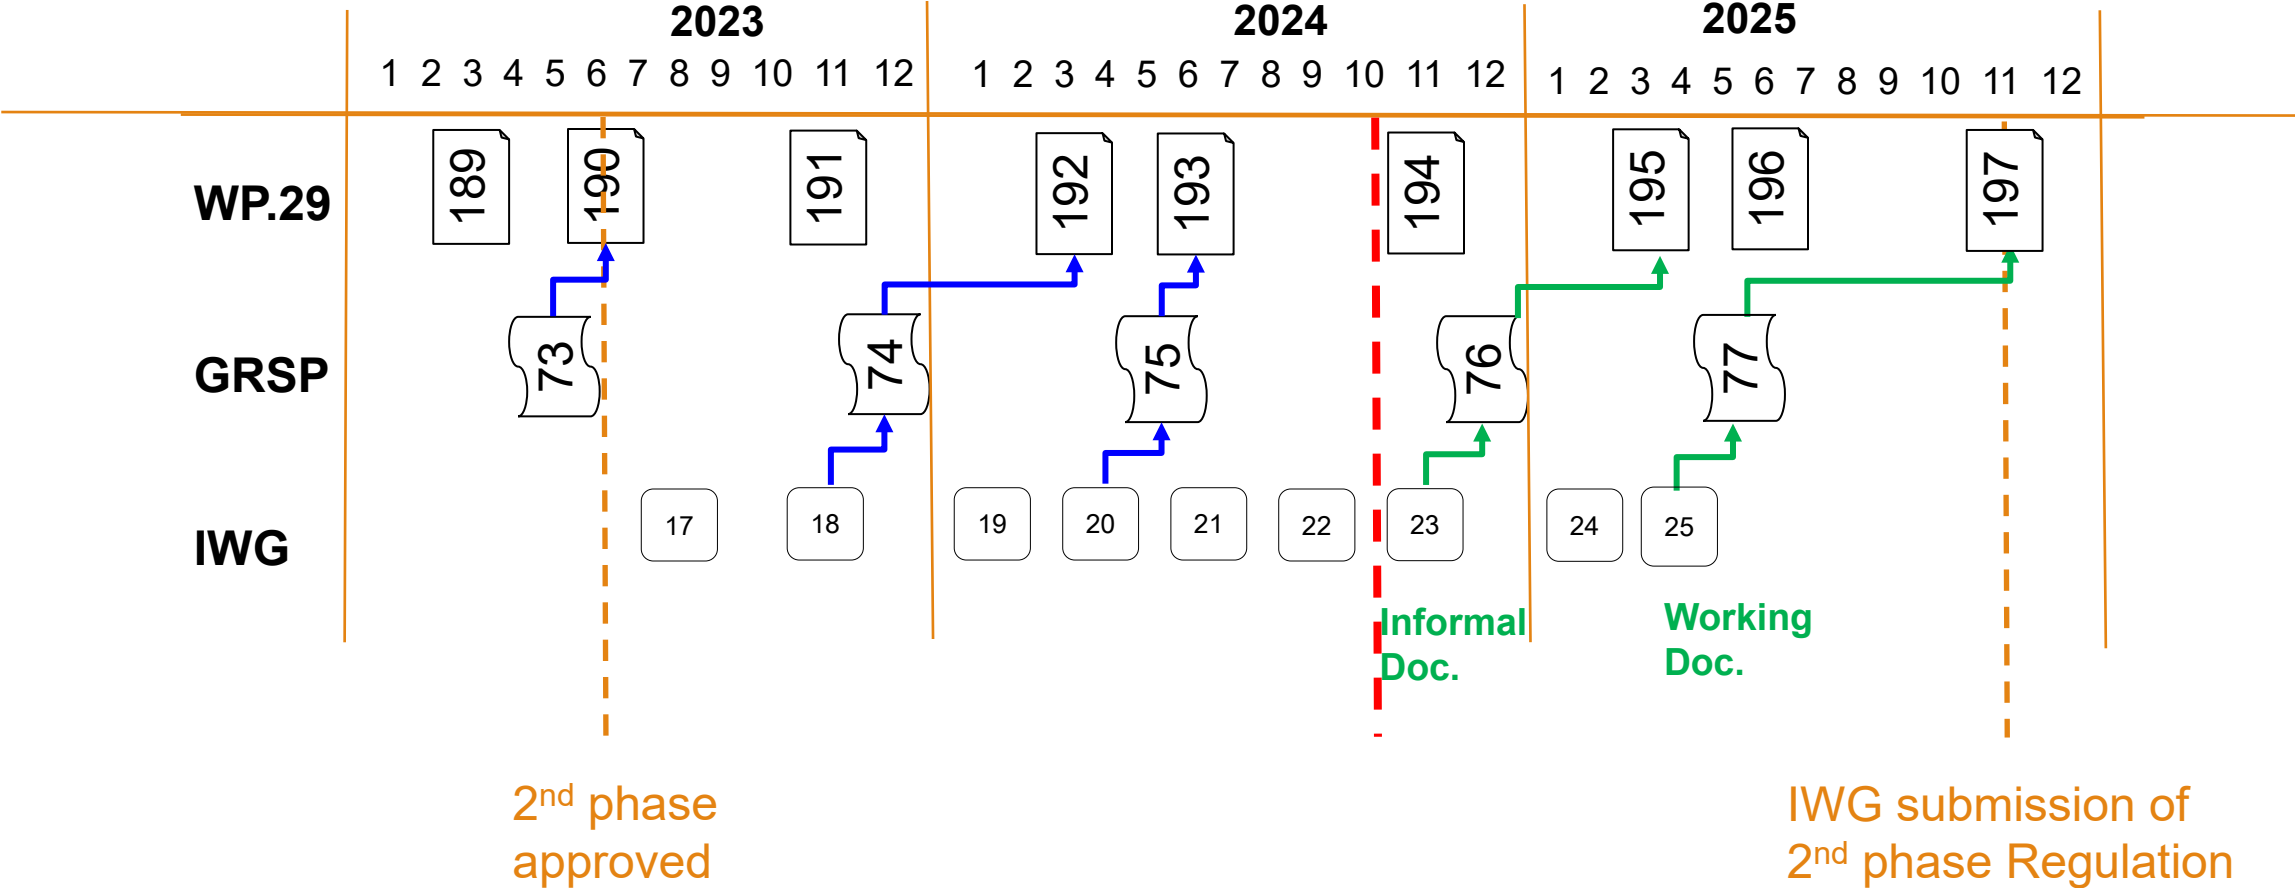 2023 2024 2025
1 2 3 4 5 6 7 8 9 10 11 12 1 2 3 4 5 6 7 8 9 10 11 12 1 2 3 4 5 6 7 8 9 10 11 12
WP.29 189 190 191 192 193 194 195 196 197
GRSP 73 74 75 76 77
IWG 17 18 19 20 21 22 23 24 25
Informal
Doc.
Working
Doc.
2nd phase
approved
IWG submission of
2nd phase Regulation